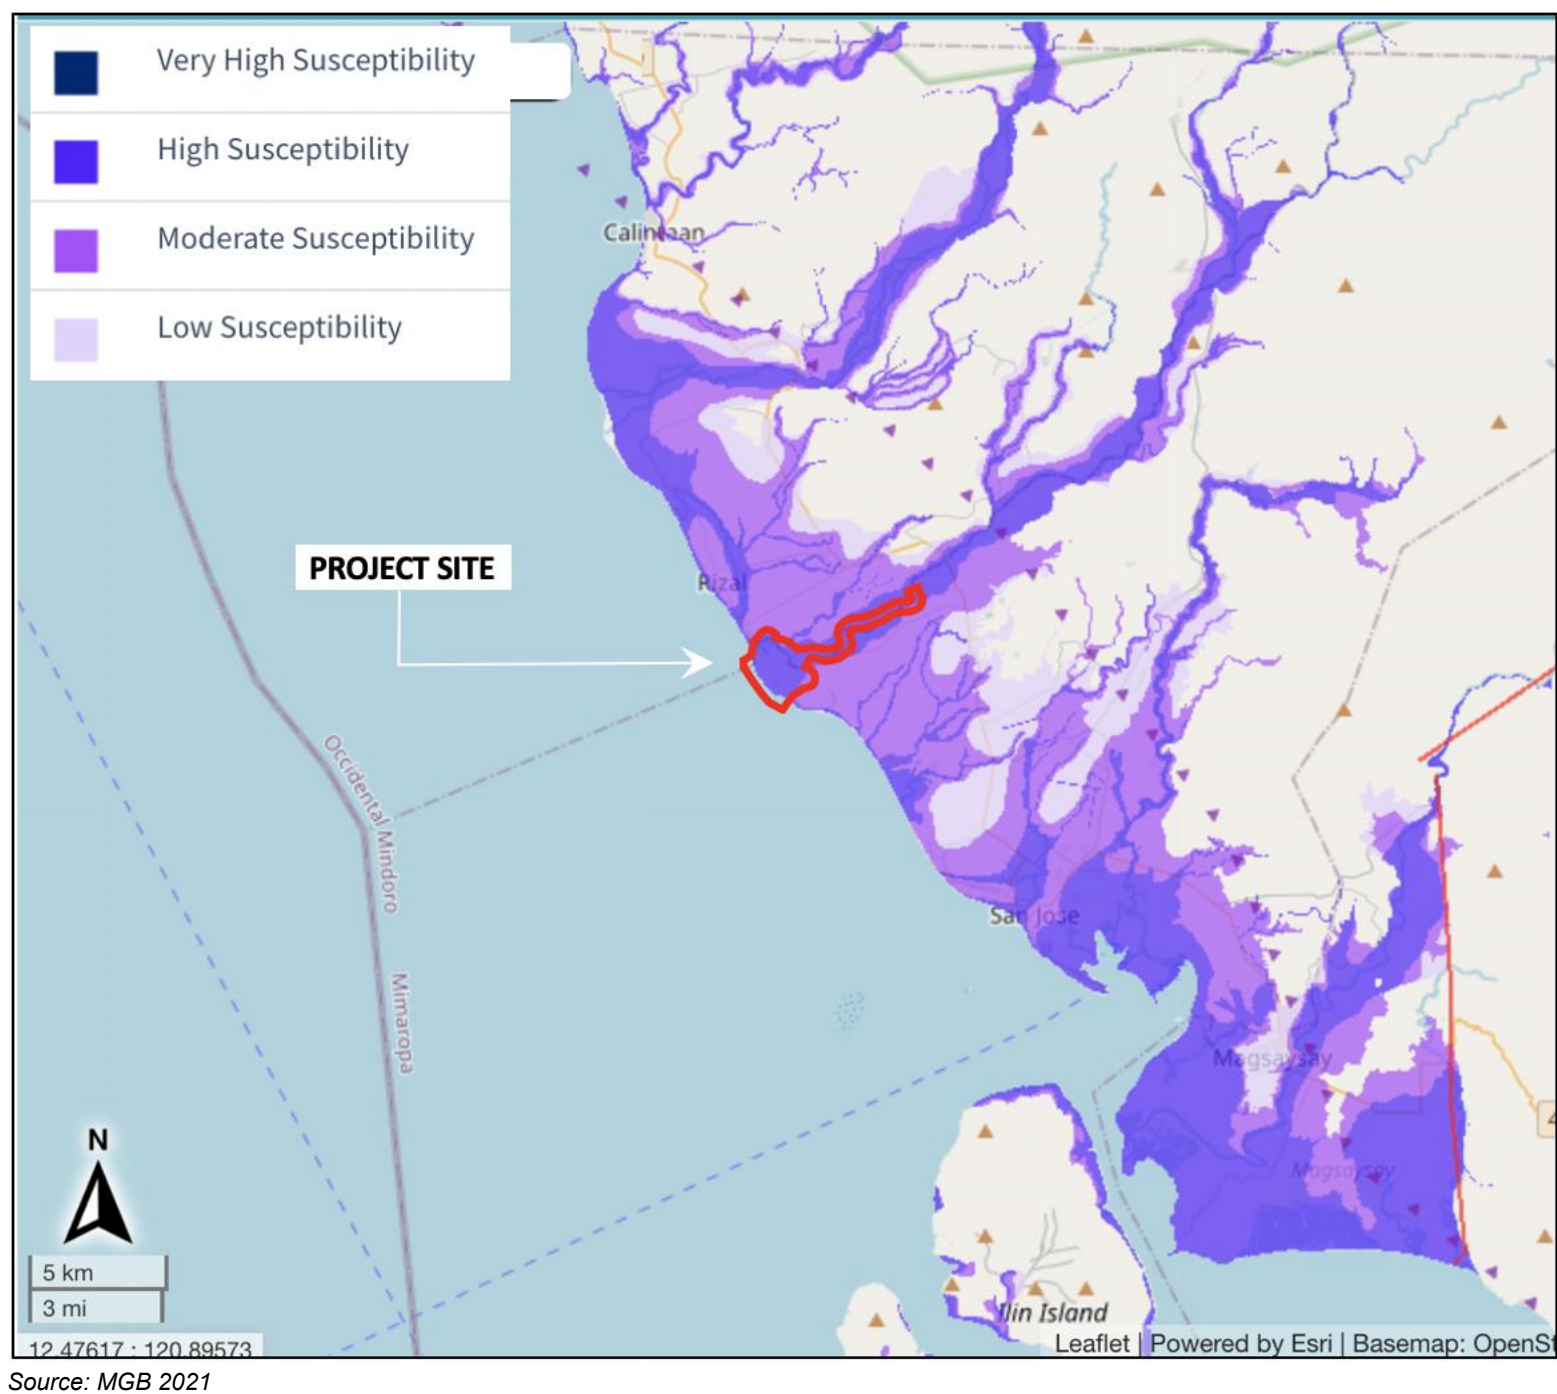 Very High Susceptibility
High Susceptibility
Moderate Susceptibility
Low Susceptibility
Calintaan
PROJECT SITE
Rizal
Occidental Mindoro
San Jose
Mimaropa
Magsaysay
Magsaysay
N
5 km
3 mi
Ilin Island
12.47617 : 120.89573
Leaflet | Powered by Esri | Basemap: OpenSt
4
Source: MGB 2021